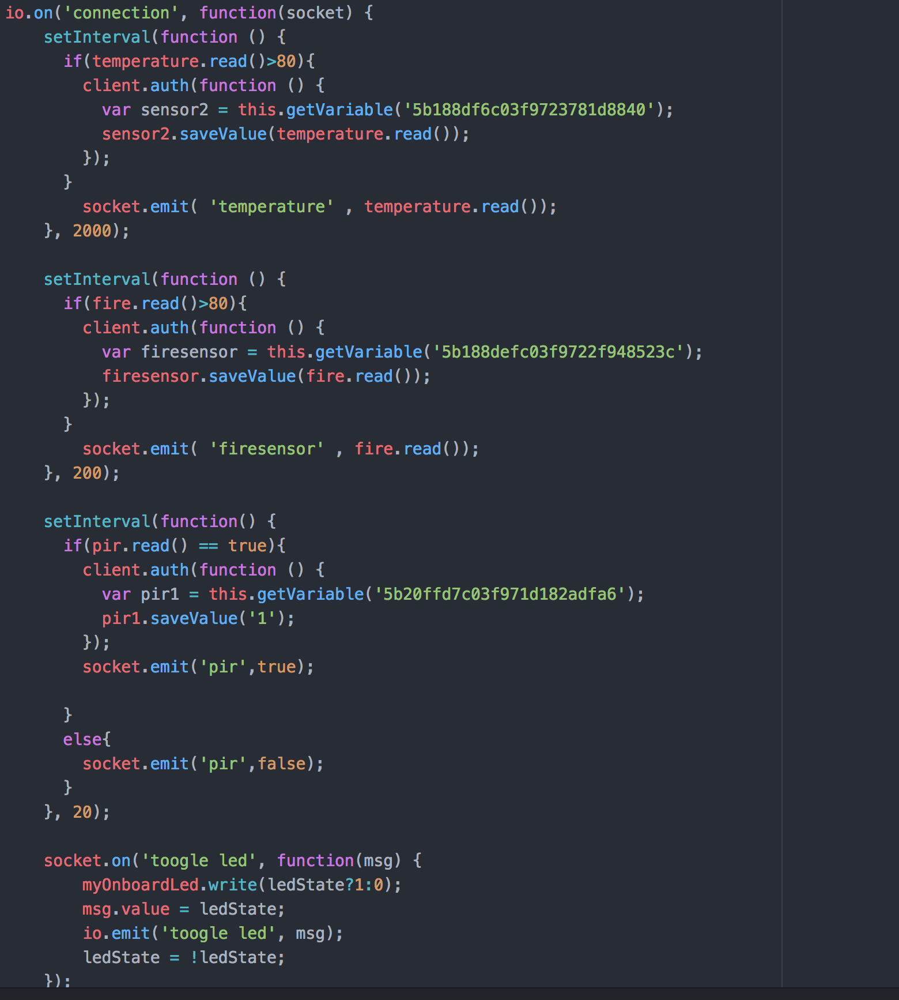 io.on('connection', function(socket) {
    setInterval(function () {
      if(temperature.read()>80){
        client.auth(function () {
          var sensor2 = this.getVariable('5b188df6c03f9723781d8840');
          sensor2.saveValue(temperature.read());
        });
      }
        socket.emit( 'temperature' , temperature.read());
    }, 2000);

    setInterval(function () {
      if(fire.read()>80){
        client.auth(function () {
          var firesensor = this.getVariable('5b188defc03f9722f948523c');
          firesensor.saveValue(fire.read());
        });
      }
        socket.emit( 'firesensor' , fire.read());
    }, 200);

    setInterval(function() {
      if(pir.read() == true){
        client.auth(function () {
          var pir1 = this.getVariable('5b20ffd7c03f971d182adfa6');
          pir1.saveValue('1');
        });
        socket.emit('pir',true);

      }
      else{
        socket.emit('pir',false);
      }
    }, 20);

    socket.on('toogle led', function(msg) {
        myOnboardLed.write(ledState?1:0);
        msg.value = ledState;
        io.emit('toogle led', msg);
        ledState = !ledState;
    });